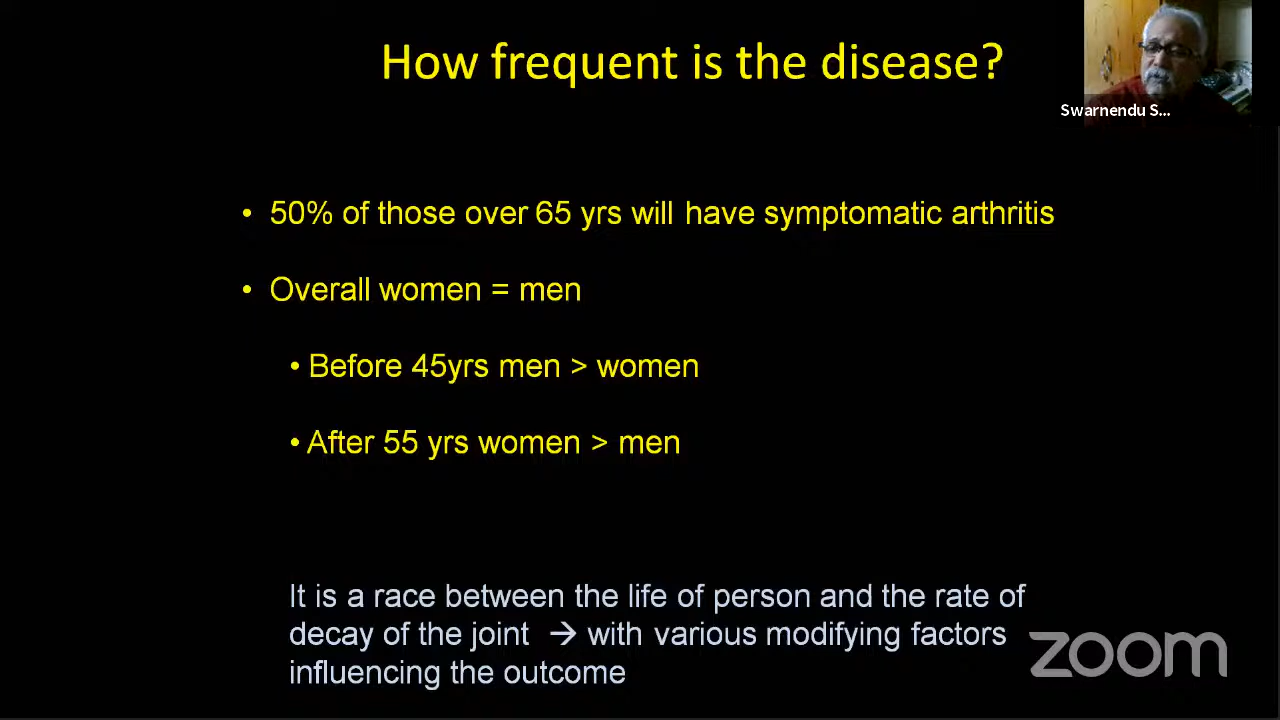 How frequent is the disease?
Swarnendu S...
• 50% of those over 65 yrs will have symptomatic arthritis
• Overall women = men
• Before 45yrs men > women
• After 55 yrs women > men
It is a race between the life of person and the rate of
decay of the joint → with various modifying factors
influencing the outcome
zoom